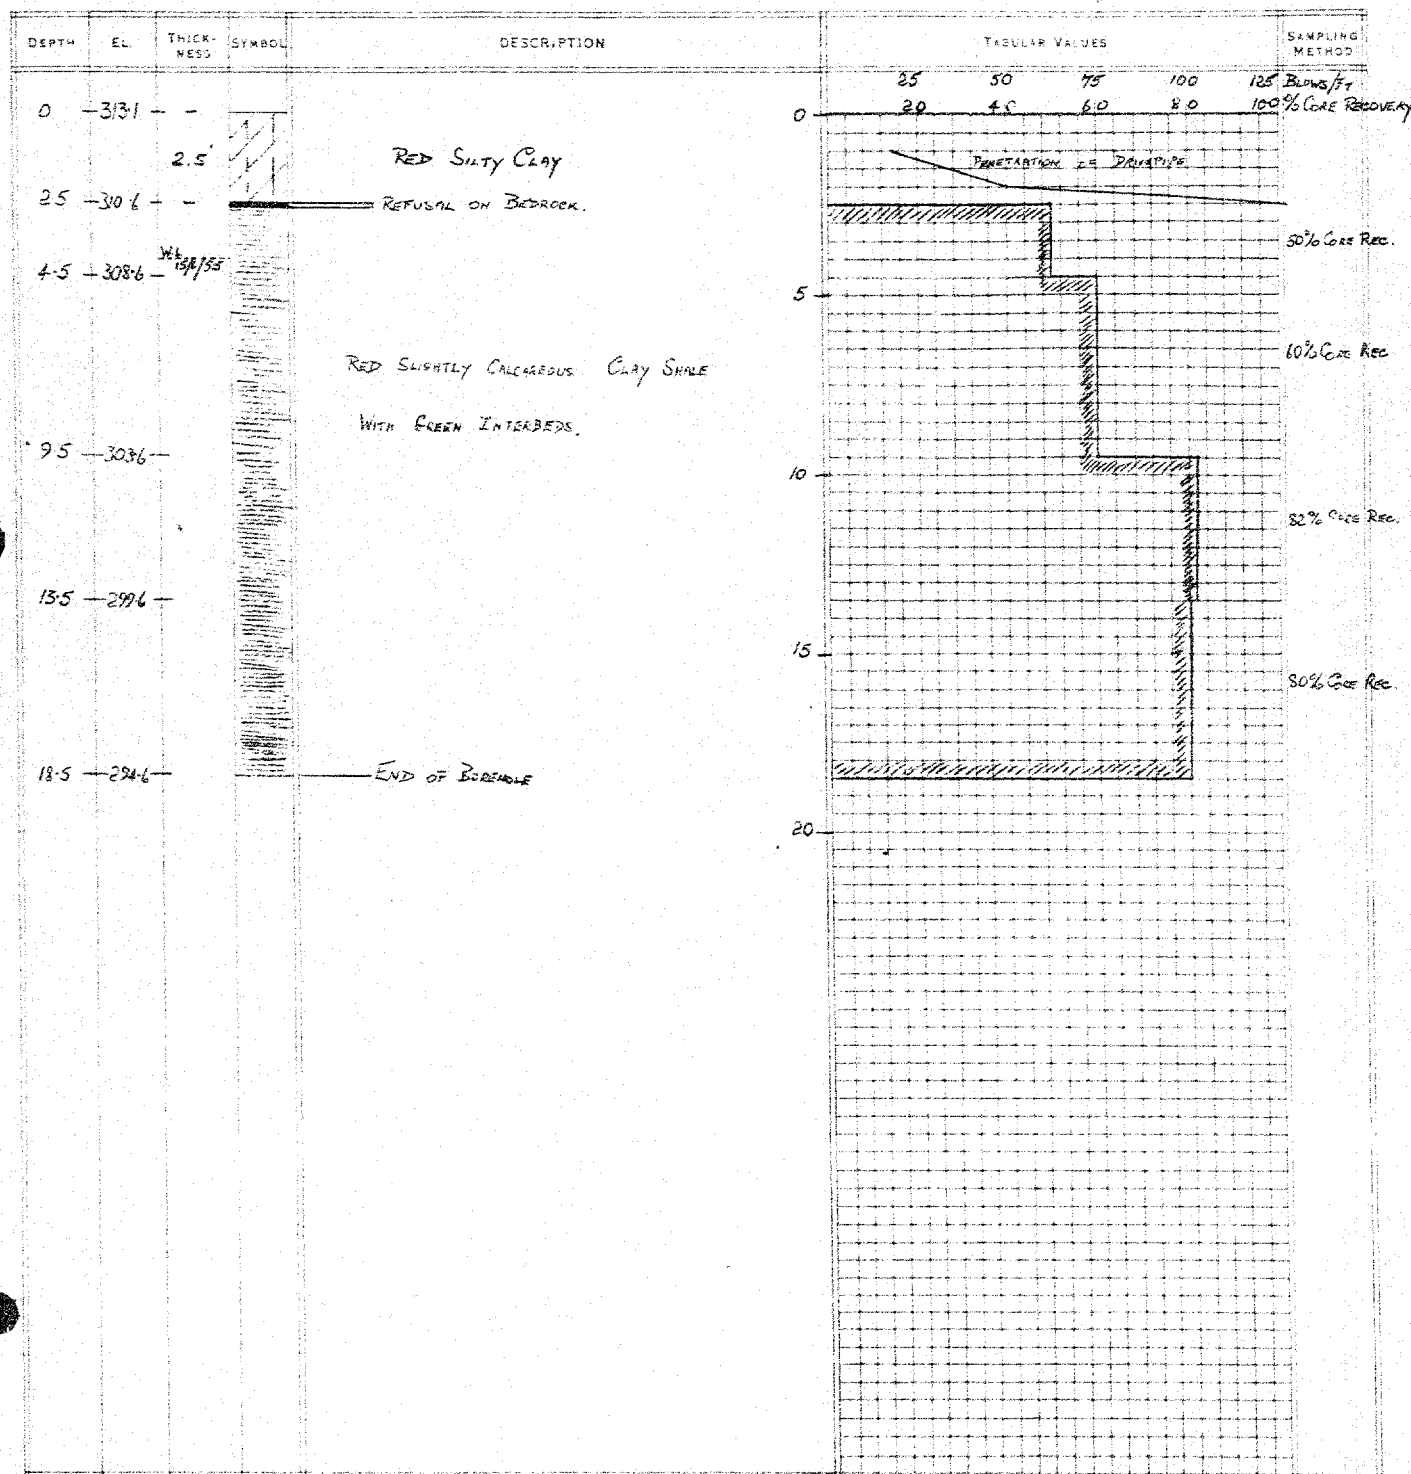 DEPTH EL. THICK-NESS SYMBOL DESCRIPTION TABULAR VALUES SAMPLING METHOD
25 50 75 100 125 BLOWS/FT
20 40 60 80 100 % CORE RECOVERY
0 - 313.1 - - 0
2.5' RED SILTY CLAY PENETRATION OF DRIVEPIPE
2.5 - 310.6 - - REFUSAL ON BEDROCK.
50% CORE REC.
4.5 - 308.6 - W.L.
5
RED SLIGHTLY CALCAREOUS CLAY SHALE 60% CORE REC
WITH GREEN INTERBEDS.
9.5 - 303.6 -
10
82% CORE REC.
13.5 - 299.6 -
15
80% CORE REC.
18.5 - 294.6 - END OF BOREHOLE
20